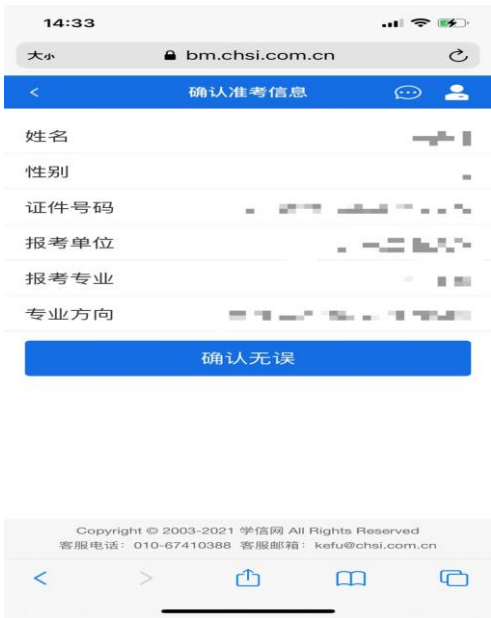 14:33
大小 bm.chsi.com.cn
确认准考信息
姓名
性别
证件号码
报考单位
报考专业
专业方向
确认无误
Copyright © 2003-2021 学信网 All Rights Reserved
客服电话：010-67410388 客服邮箱：kefu@chsi.com.cn